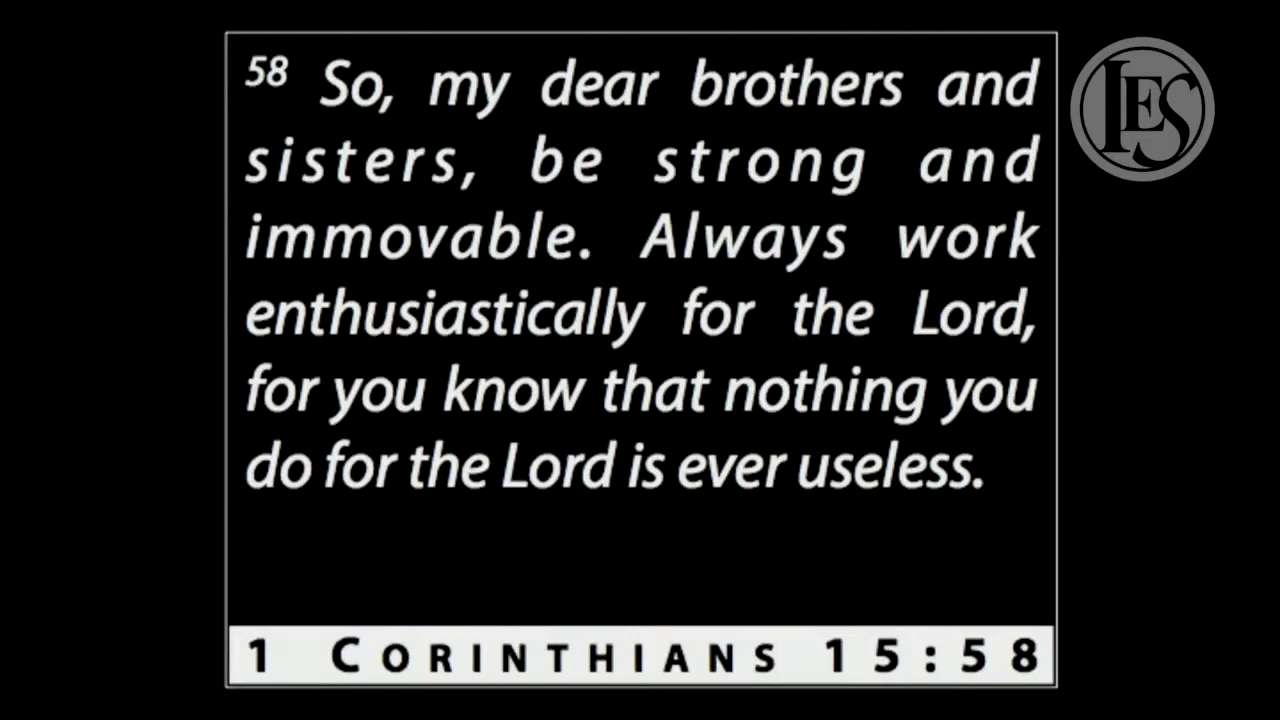 58 So, my dear brothers and
sisters, be strong and
immovable. Always work
enthusiastically for the Lord,
for you know that nothing you
do for the Lord is ever useless.
1 CORINTHIANS 15:58
LES